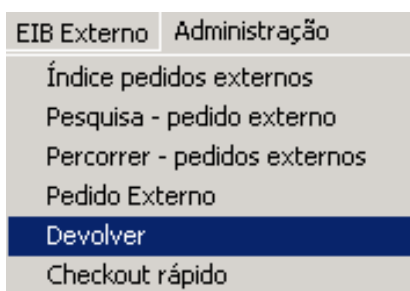 EIB Externo Administração
Índice pedidos externos
Pesquisa - pedido externo
Percorrer - pedidos externos
Pedido Externo
Devolver
Checkout rápido